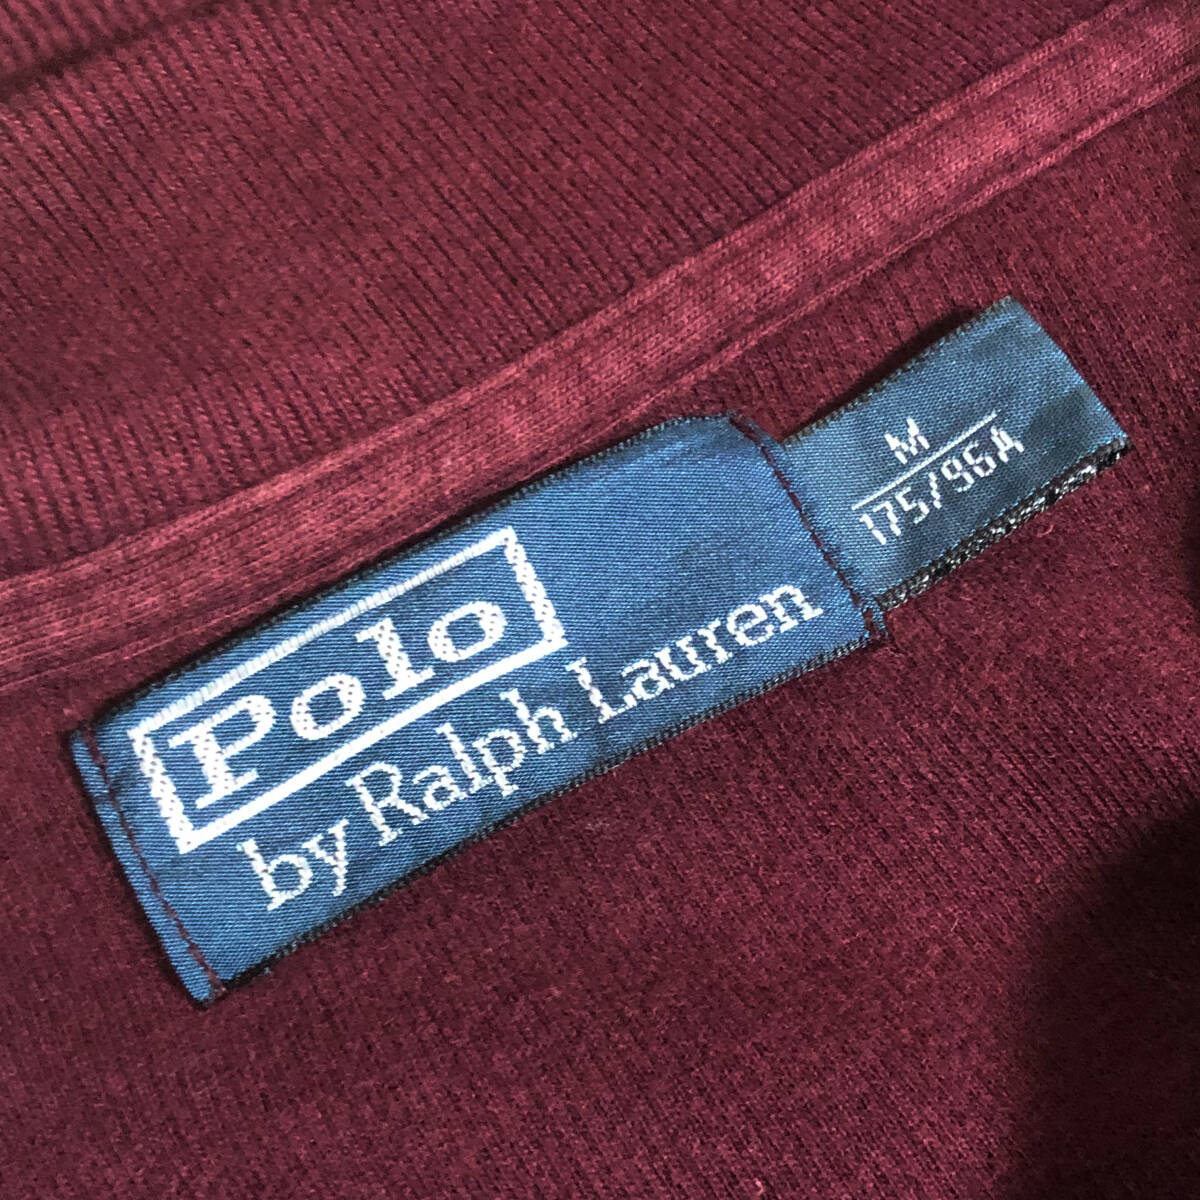 Polo
by Ralph Lauren
M
175/96A